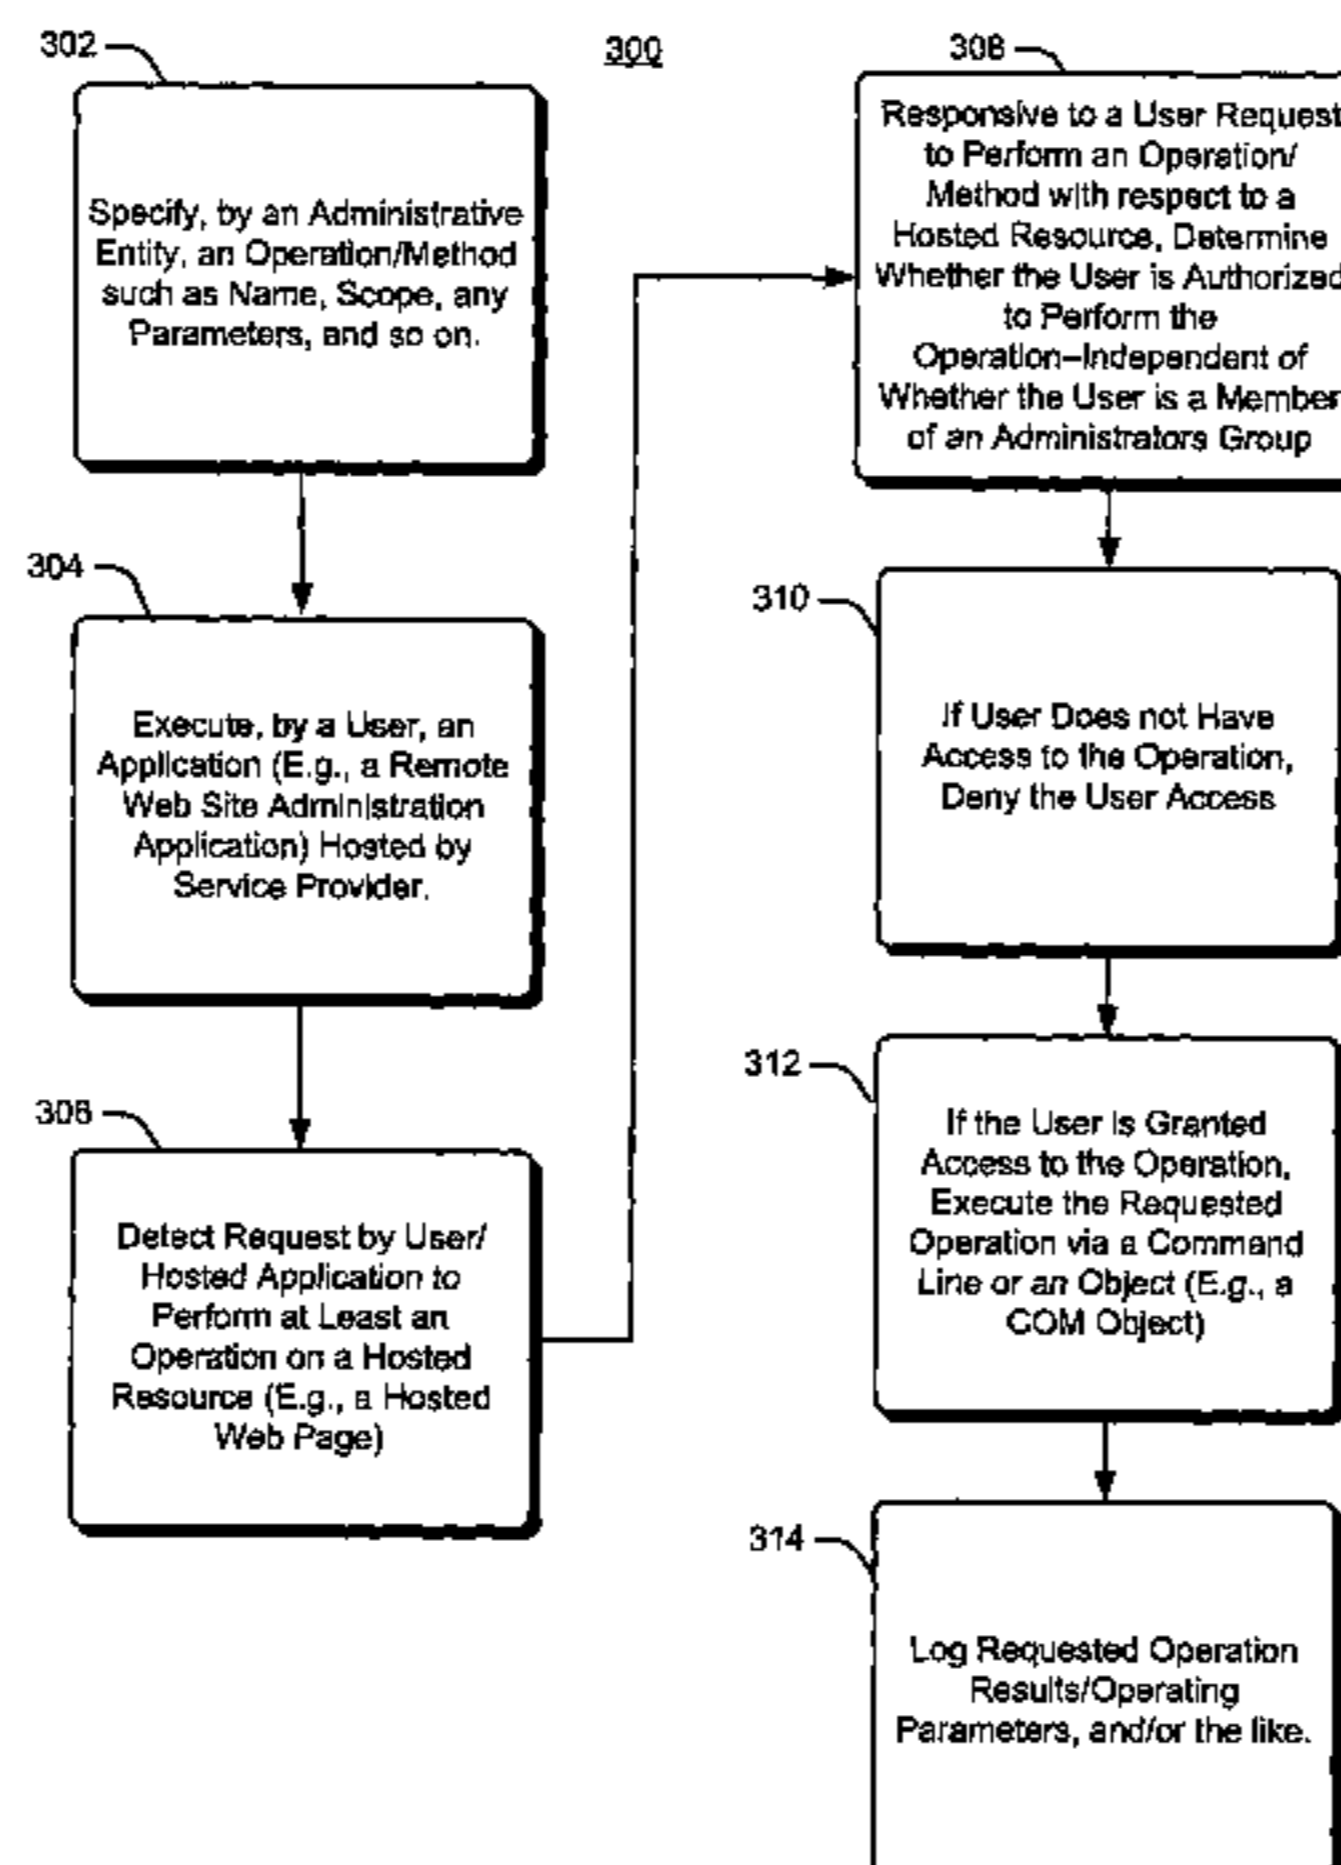 300
302
Specify, by an Administrative
Entity, an Operation/Method
such as Name, Scope, any
Parameters, and so on.
304
Execute, by a User, an
Application (E.g., a Remote
Web Site Administration
Application) Hosted by
Service Provider.
306
Detect Request by User/
Hosted Application to
Perform at Least an
Operation on a Hosted
Resource (E.g., a Hosted
Web Page)
308
Responsive to a User Request
to Perform an Operation/
Method with respect to a
Hosted Resource, Determine
Whether the User is Authorized
to Perform the
Operation–Independent of
Whether the User is a Member
of an Administrators Group
310
If User Does not Have
Access to the Operation,
Deny the User Access
312
If the User is Granted
Access to the Operation,
Execute the Requested
Operation via a Command
Line or an Object (E.g., a
COM Object)
314
Log Requested Operation
Results/Operating
Parameters, and/or the like.